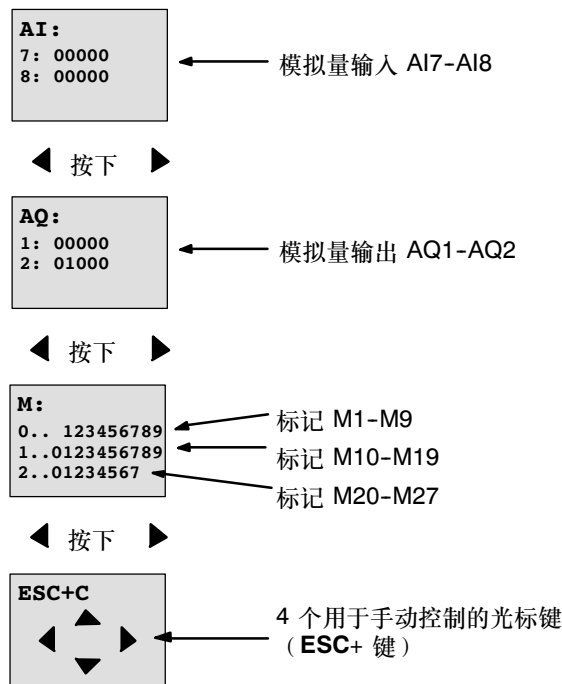 AI:
7: 00000
8: 00000
模拟量输入 AI7-AI8
按下
AQ:
1: 00000
2: 01000
模拟量输出 AQ1-AQ2
按下
M:
0.. 123456789
1..0123456789
2..01234567
标记 M1-M9
标记 M10-M19
标记 M20-M27
按下
ESC+C
4 个用于手动控制的光标键
（ESC+ 键）